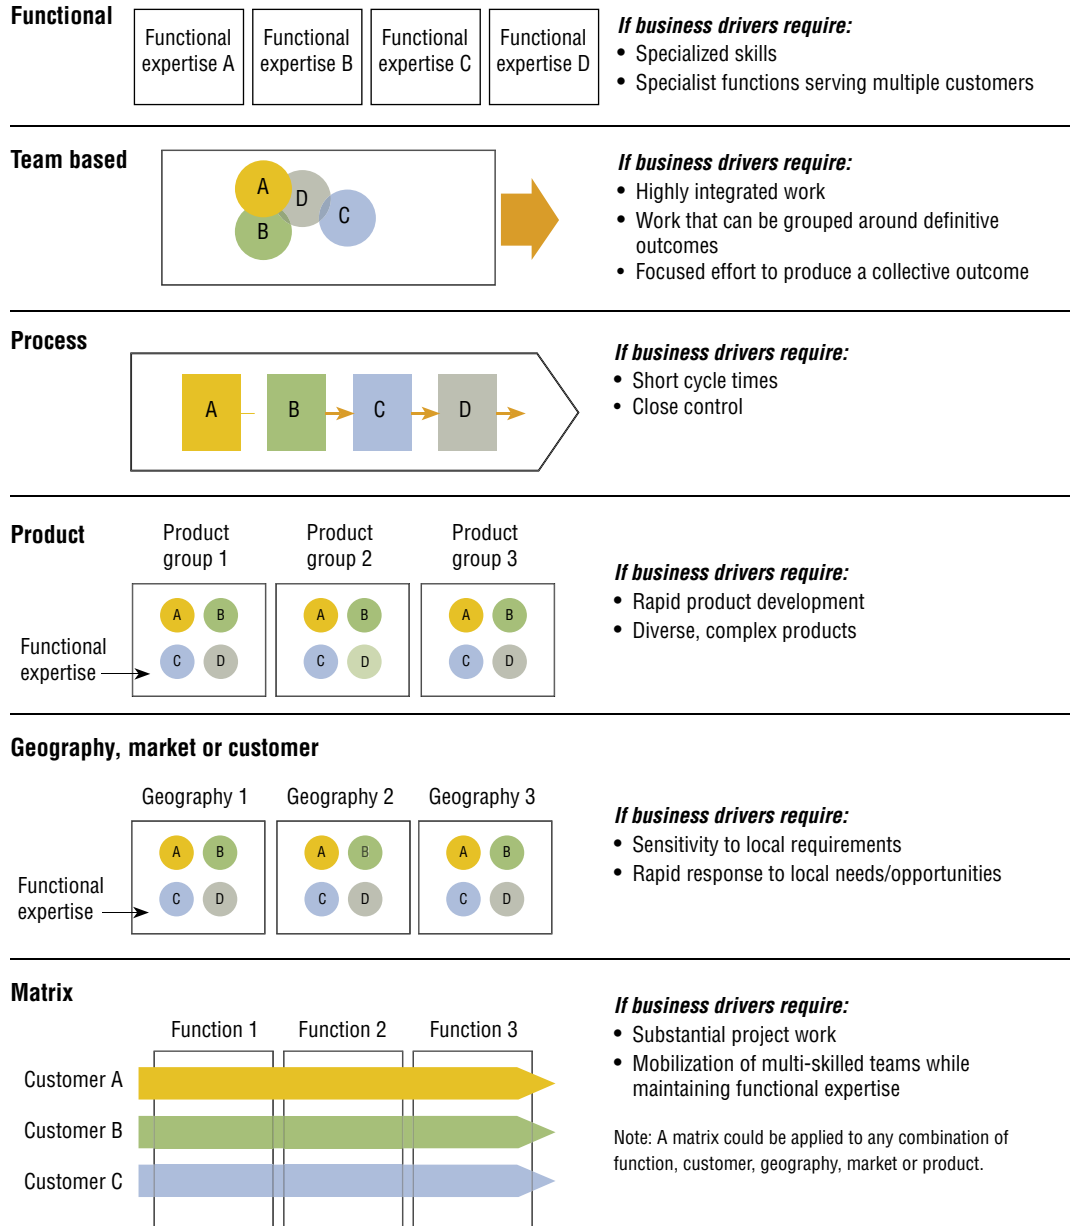 Functional
Functional
expertise A
Functional
expertise B
Functional
expertise C
Functional
expertise D
If business drivers require:
• Specialized skills
• Specialist functions serving multiple customers
Team based
A
D
C
B
If business drivers require:
• Highly integrated work
• Work that can be grouped around definitive
outcomes
• Focused effort to produce a collective outcome
Process
A
B
C
D
If business drivers require:
• Short cycle times
• Close control
Product
Product
group 1
Product
group 2
Product
group 3
A B
C D
A B
C D
A B
C D
Functional
expertise
If business drivers require:
• Rapid product development
• Diverse, complex products
Geography, market or customer
Geography 1
Geography 2
Geography 3
A B
C D
A B
C D
A B
C D
Functional
expertise
If business drivers require:
• Sensitivity to local requirements
• Rapid response to local needs/opportunities
Matrix
Function 1
Function 2
Function 3
Customer A
Customer B
Customer C
If business drivers require:
• Substantial project work
• Mobilization of multi-skilled teams while
maintaining functional expertise
Note: A matrix could be applied to any combination of
function, customer, geography, market or product.